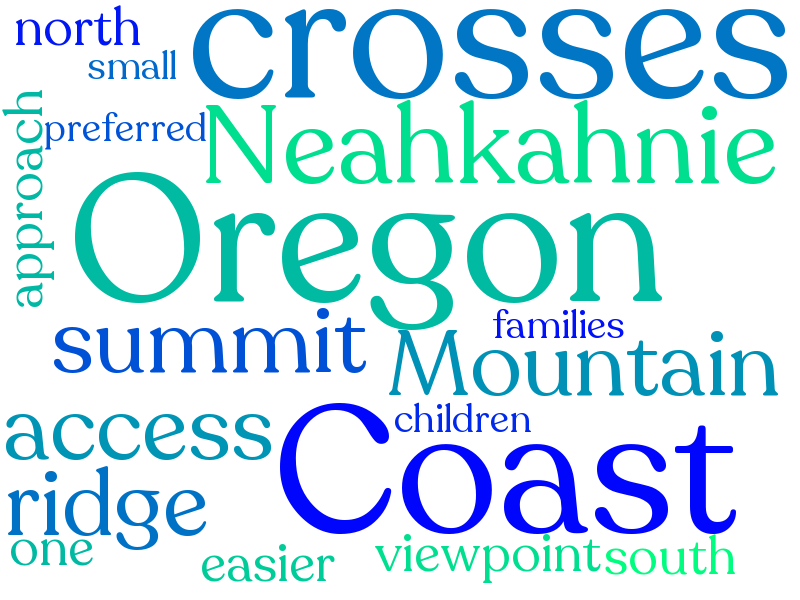 north
crosses
small
approach
preferred
Neahkahnie
Oregon
summit
families
Mountain
access
children
Coast
ridge
one
easier
viewpoint
south